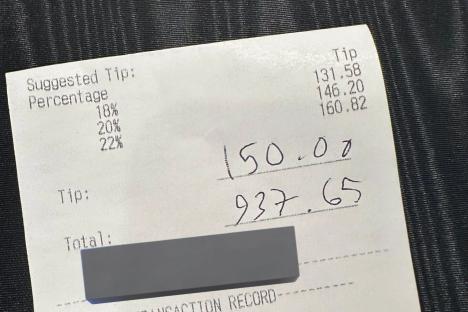 Suggested Tip:
Percentage Tip
18% 131.58
20% 146.20
22% 160.82
Tip: 150.00
Total: 937.65
TRANSACTION RECORD